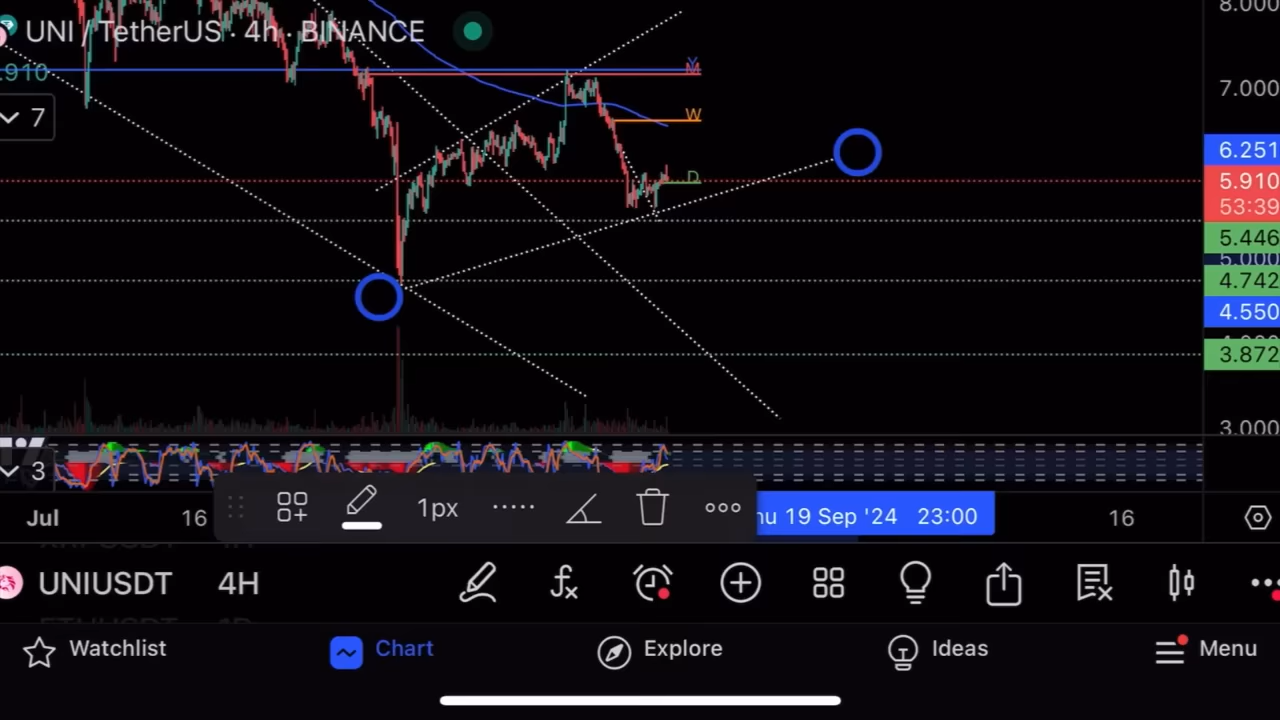 UNI / TetherUS · 4h · BINANCE
8.000
.910
Y
M
7.000
7
W
6.251
D
5.910
53:39
5.446
5.000
4.742
4.550
3.872
3.000
3
Jul
16
1px
hu 19 Sep '24 23:00
16
UNIUSDT 4H
Watchlist
Chart
Explore
Ideas
Menu